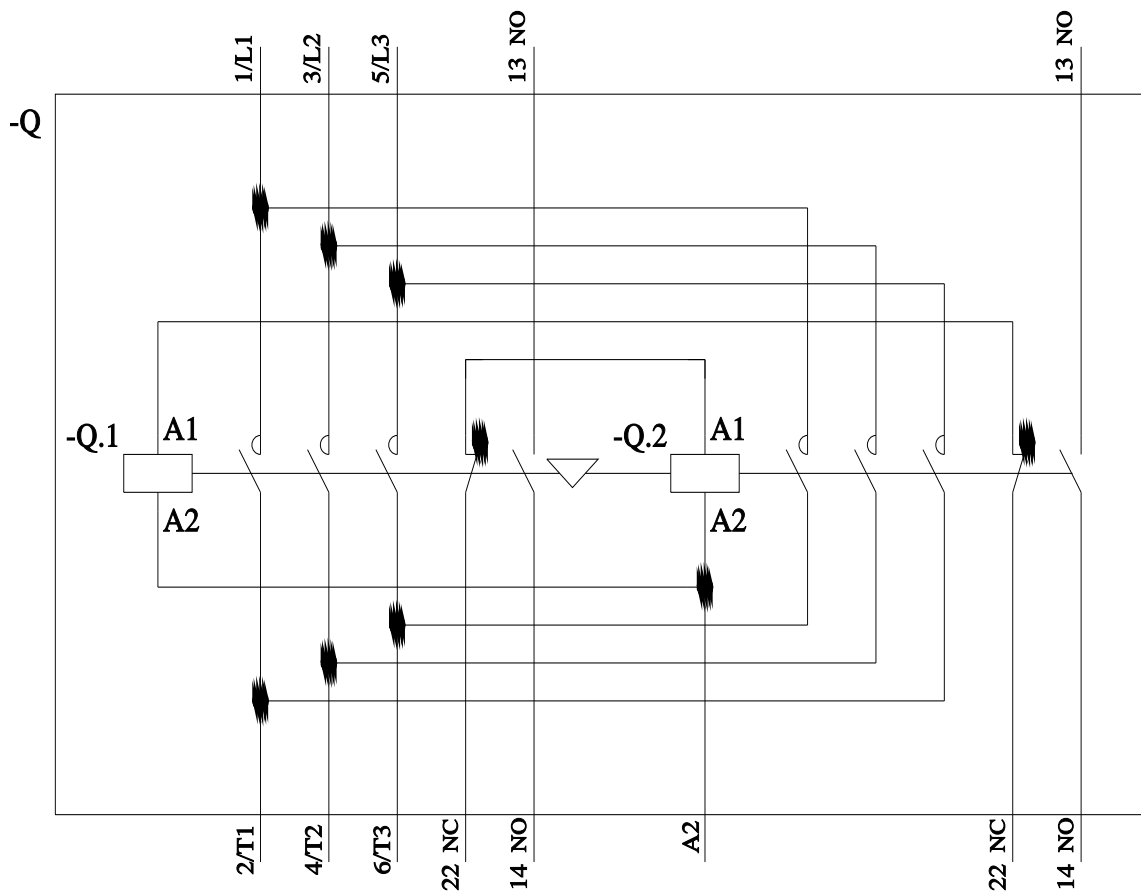 1/L1
3/L2
5/L3
13 NO
13 NO
-Q
-Q.1
A1
A2
-Q.2
A1
A2
2/T1
4/T2
6/T3
22 NC
14 NO
A2
22 NC
14 NO